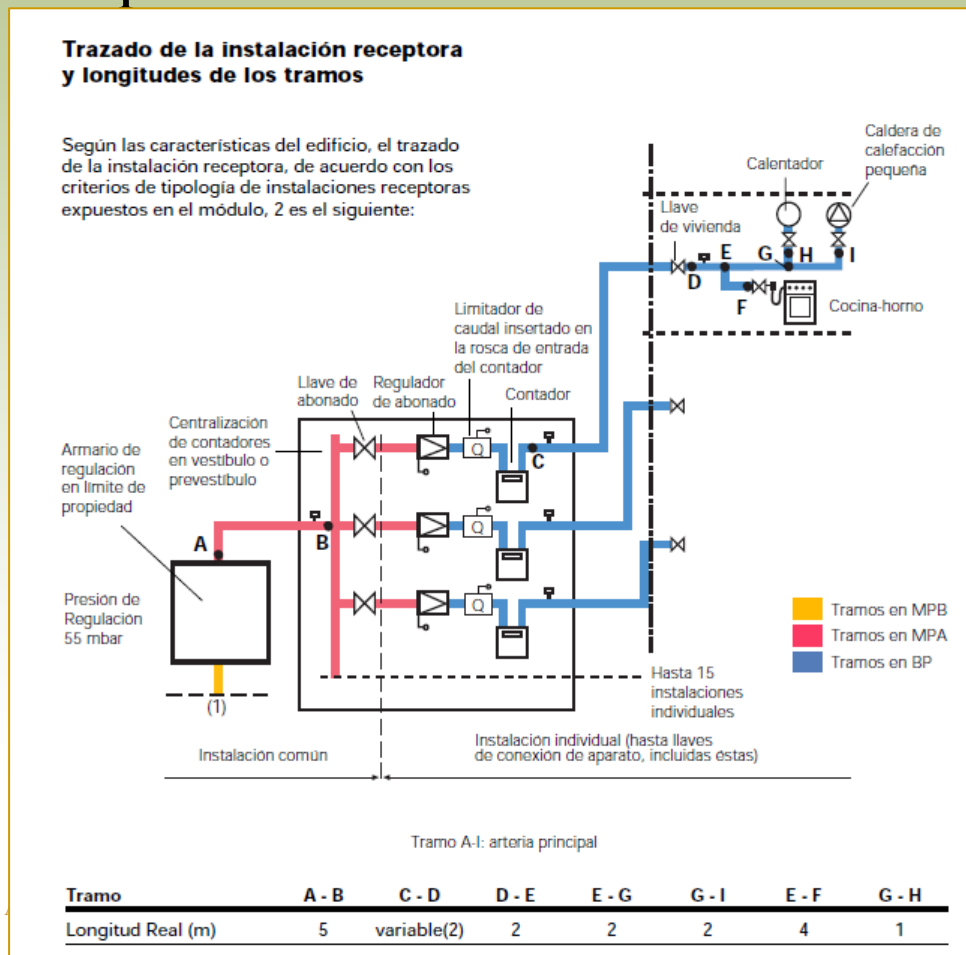 Trazado de la instalación receptora
y longitudes de los tramos
Según las características del edificio, el trazado
de la instalación receptora, de acuerdo con los
criterios de tipología de instalaciones receptoras
expuestos en el módulo, 2 es el siguiente:
Caldera de
calefacción
pequeña
Calentador
Llave
de vivienda
E
G
H
I
D
F
Cocina-horno
Limitador de
caudal insertado en
la rosca de entrada
del contador
Llave de
abonado
Regulador
de abonado
Contador
Centralización
de contadores
en vestíbulo o
prevestíbulo
Armario de
regulación
en límite de
propiedad
Q
C
A
B
Q
Presión de
Regulación
55 mbar
Q
Tramos en MPB
Tramos en MPA
Tramos en BP
Hasta 15
instalaciones
individuales
(1)
Instalación común
Instalación individual (hasta llaves
de conexión de aparato, incluidas éstas)
Tramo A-I: arteria principal
Tramo A - B C - D D - E E - G G - I E - F G - H
Longitud Real (m) 5 variable(2) 2 2 2 4 1